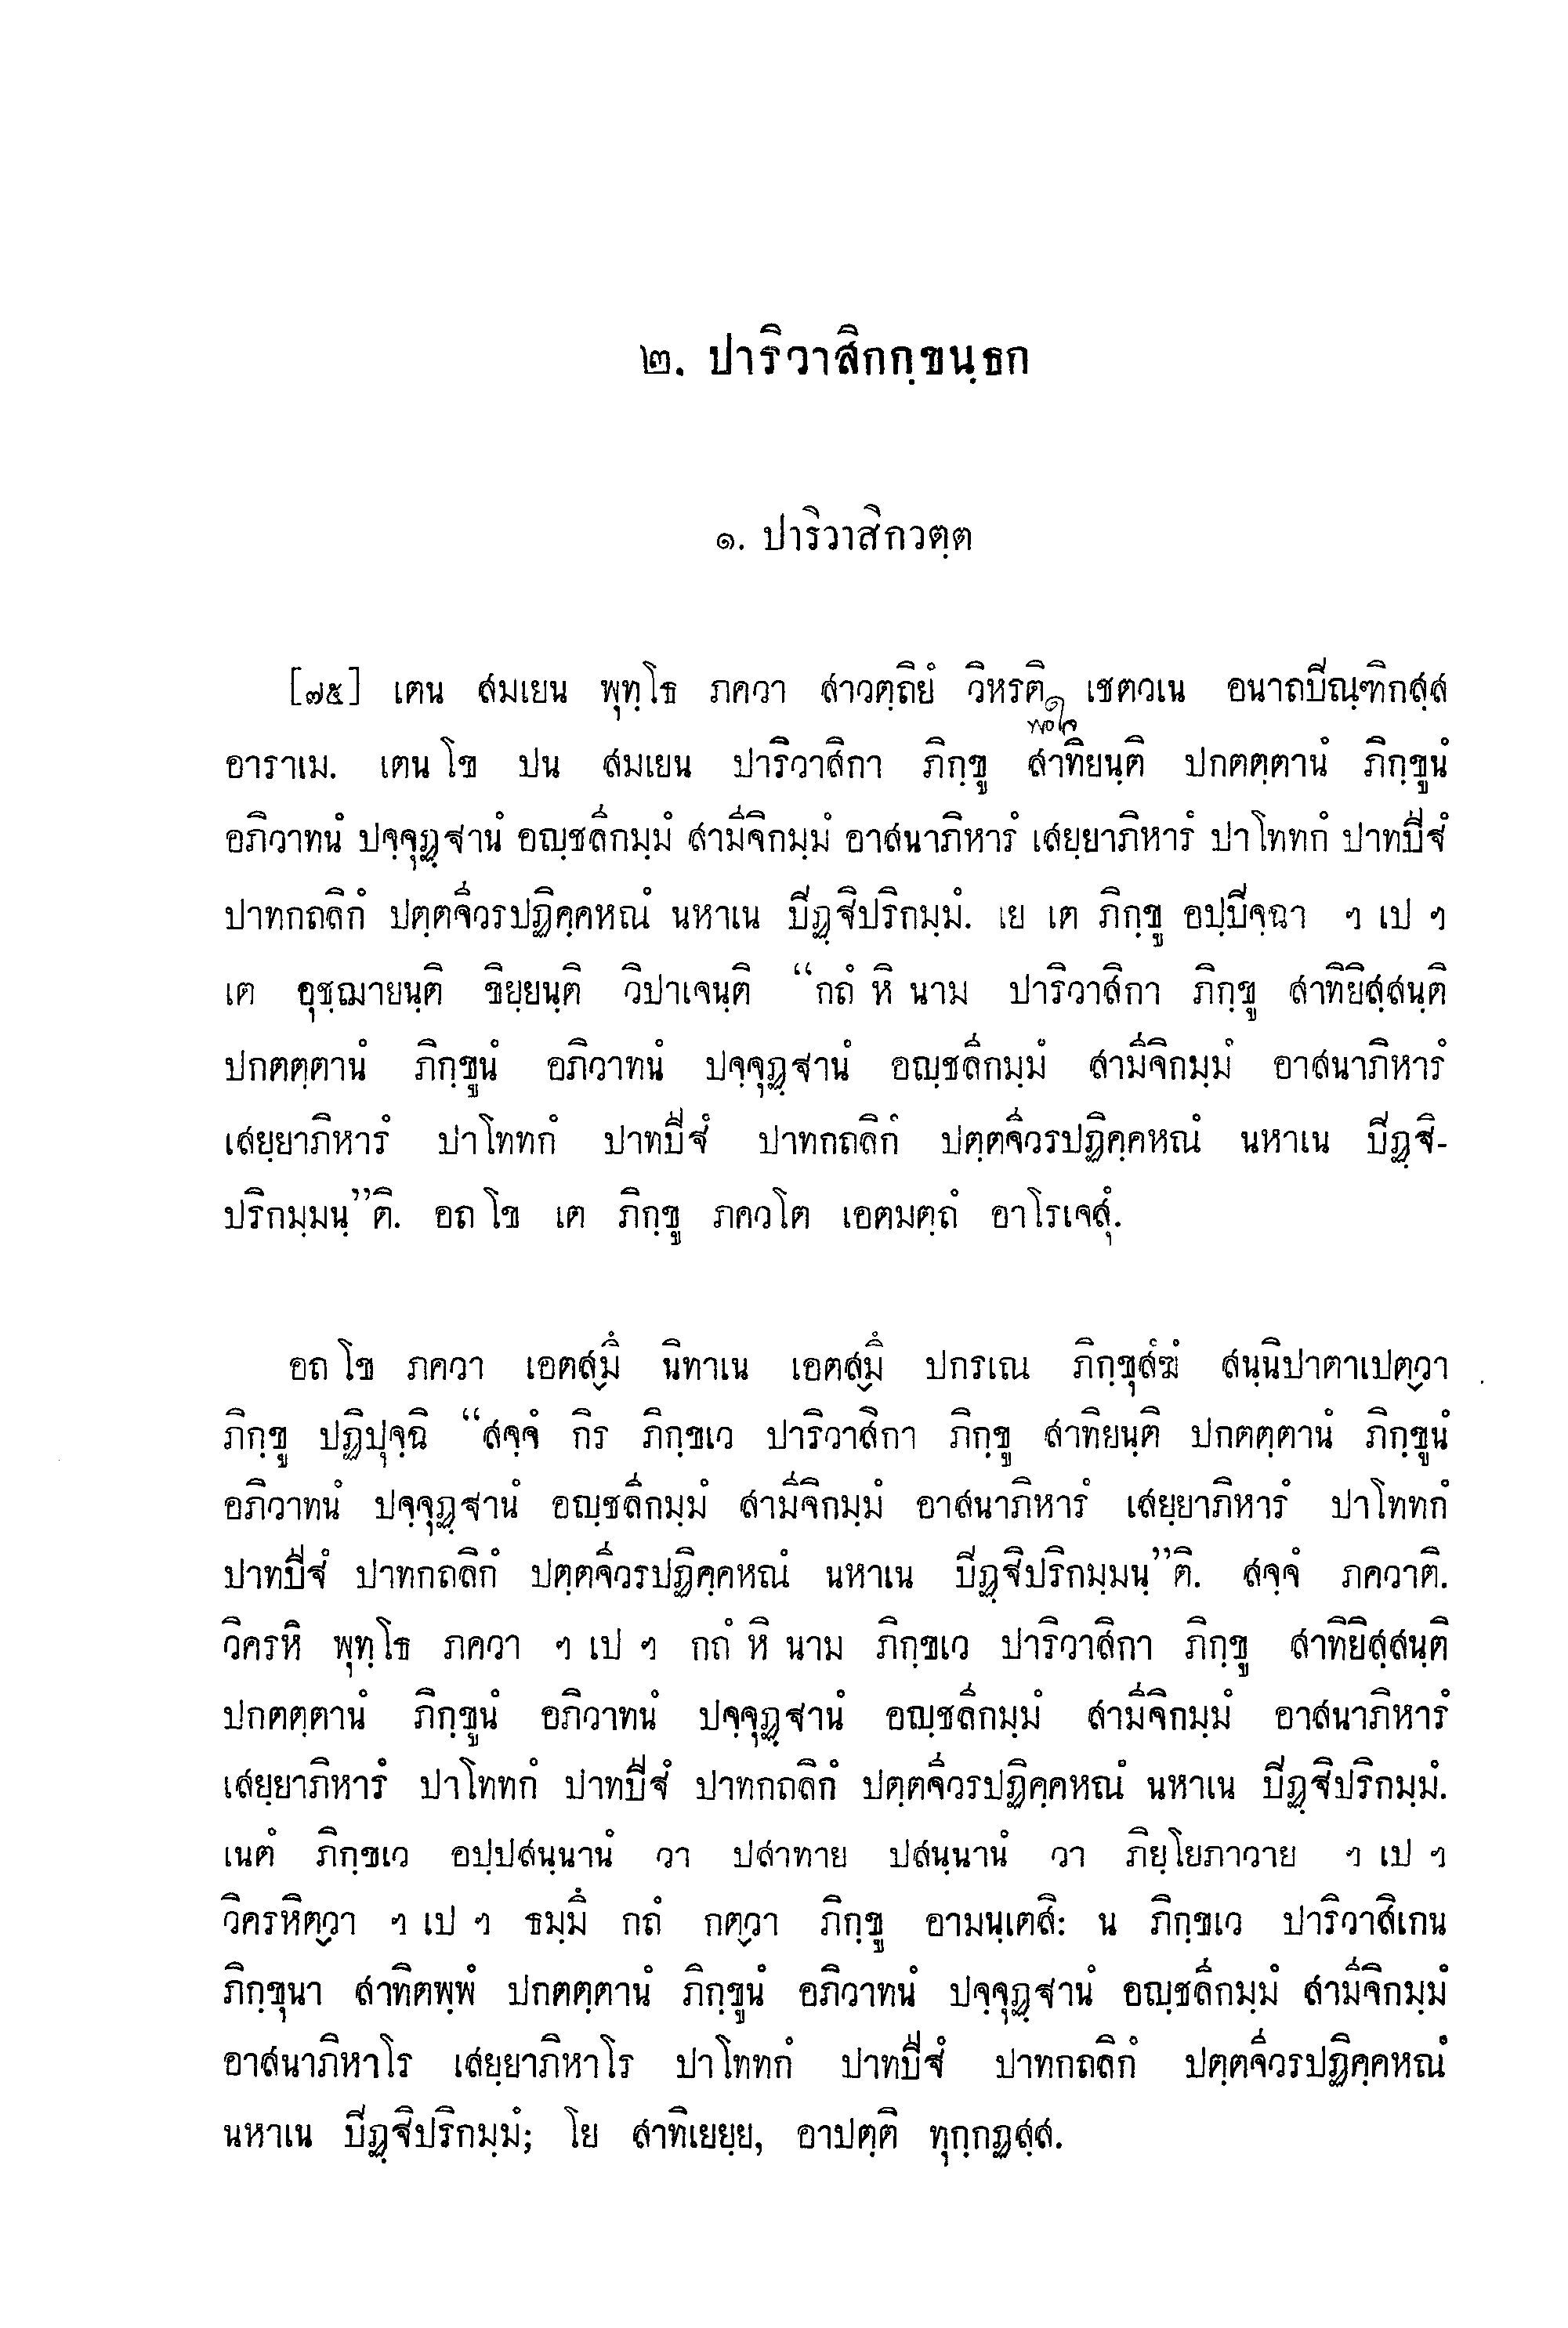 ๒. ปาริวาสิกกฺขนฺธก
๑. ปาริวาสิกวตฺต
[๗๕] เตน สมเยน พุทฺโธ ภควา สาวตฺถิยํ วิหรติ เชตวเน อนาถปิณฺฑิกสฺส
พอใจ
อาราเม. เตน โข ปน สมเยน ปาริวาสิกา ภิกฺขู สาทิยนฺติ ปกตตฺตานํ ภิกฺขูนํ
อภิวาทนํ ปจฺจุฏฺฐานํ อญฺชลีกมฺมํ สามีจิกมฺมํ อาสนาภิหารํ เสยฺยาภิหารํ ปาโททกํ ปาทปีฐํ
ปาทกถลิกํ ปตฺตจีวรปฏิคฺคหณํ นหาเน ปิฏฺฐิปริกมฺมํ. เย เต ภิกฺขู อปฺปิจฺฉา ฯ เป ฯ
เต อุชฺฌายนฺติ ขิยฺยนฺติ วิปาเจนฺติ “กถํ หิ นาม ปาริวาสิกา ภิกฺขู สาทิยิสฺสนฺติ
ปกตตฺตานํ ภิกฺขูนํ อภิวาทนํ ปจฺจุฏฺฐานํ อญฺชลีกมฺมํ สามีจิกมฺมํ อาสนาภิหารํ
เสยฺยาภิหารํ ปาโททกํ ปาทปีฐํ ปาทกถลิกํ ปตฺตจีวรปฏิคฺคหณํ นหาเน ปิฏฺฐิ-
ปริกมฺมนฺ”ติ. อถ โข เต ภิกฺขู ภควโต เอตมตฺถํ อาโรเจสุํ.
อถ โข ภควา เอตสฺมึ นิทาเน เอตสฺมึ ปกรเณ ภิกฺขุสํฆํ สนฺนิปาตาเปตฺวา
ภิกฺขู ปฏิปุจฺฉิ “สจฺจํ กิร ภิกฺขเว ปาริวาสิกา ภิกฺขู สาทิยนฺติ ปกตตฺตานํ ภิกฺขูนํ
อภิวาทนํ ปจฺจุฏฺฐานํ อญฺชลีกมฺมํ สามีจิกมฺมํ อาสนาภิหารํ เสยฺยาภิหารํ ปาโททกํ
ปาทปีฐํ ปาทกถลิกํ ปตฺตจีวรปฏิคฺคหณํ นหาเน ปิฏฺฐิปริกมฺมนฺ”ติ. สจฺจํ ภควาติ.
วิครหิ พุทฺโธ ภควา ฯ เป ฯ กถํ หิ นาม ภิกฺขเว ปาริวาสิกา ภิกฺขู สาทิยิสฺสนฺติ
ปกตตฺตานํ ภิกฺขูนํ อภิวาทนํ ปจฺจุฏฺฐานํ อญฺชลีกมฺมํ สามีจิกมฺมํ อาสนาภิหารํ
เสยฺยาภิหารํ ปาโททกํ ปาทปีฐํ ปาทกถลิกํ ปตฺตจีวรปฏิคฺคหณํ นหาเน ปิฏฺฐิปริกมฺมํ.
เนตํ ภิกฺขเว อปฺปสนฺนานํ วา ปสาทาย ปสนฺนานํ วา ภิยฺโยภาวาย ฯ เป ฯ
วิครหิตฺวา ฯ เป ฯ ธมฺมึ กถํ กตฺวา ภิกฺขู อามนฺเตสิ: น ภิกฺขเว ปาริวาสิเกน
ภิกฺขุนา สาทิตพฺพํ ปกตตฺตานํ ภิกฺขูนํ อภิวาทนํ ปจฺจุฏฺฐานํ อญฺชลีกมฺมํ สามีจิกมฺมํ
อาสนาภิหาโร เสยฺยาภิหาโร ปาโททกํ ปาทปีฐํ ปาทกถลิกํ ปตฺตจีวรปฏิคฺคหณํ
นหาเน ปิฏฺฐิปริกมฺมํ; โย สาทิเยยฺย, อาปตฺติ ทุกฺกฏสฺส.